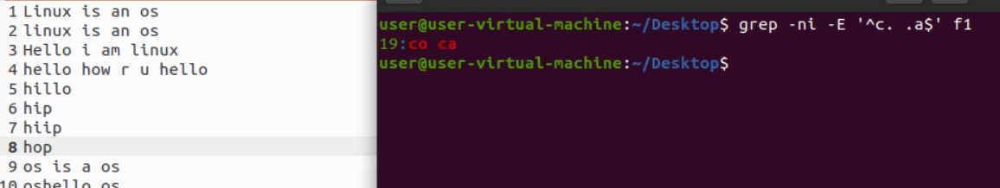 1 Linux is an os
2 linux is an os
3 Hello i am linux
4 hello how r u hello
5 hillo
6 hip
7 hiip
8 hop
9 os is a os
10 oshello os
user@user-virtual-machine:~/Desktop$ grep -ni -E '^c. .a$' f1
19:co ca
user@user-virtual-machine:~/Desktop$